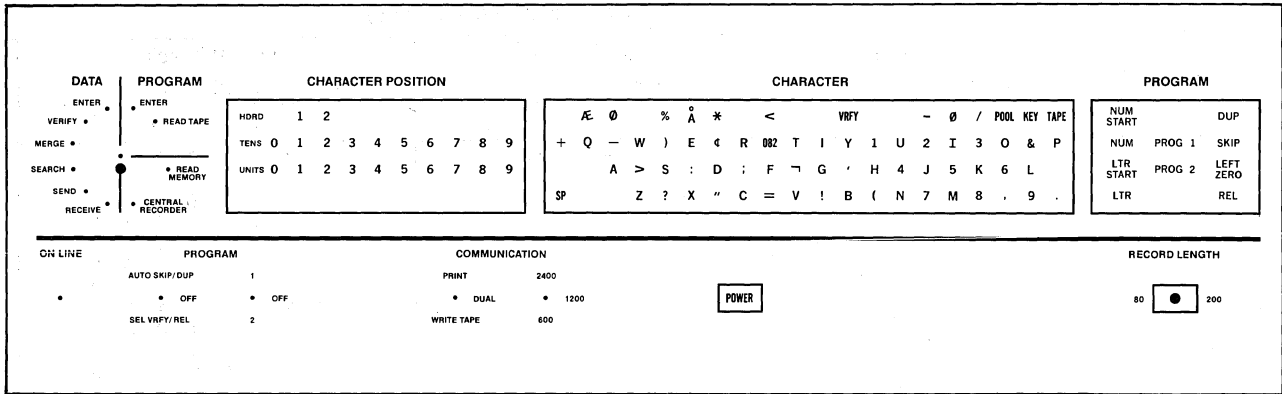 DATA PROGRAM CHARACTER POSITION CHARACTER PROGRAM
ENTER ENTER
VERIFY READ TAPE
MERGE
SEARCH READ MEMORY
SEND
RECEIVE CENTRAL RECORDER
HDRD 1 2
TENS 0 1 2 3 4 5 6 7 8 9
UNITS 0 1 2 3 4 5 6 7 8 9
Æ Ø % Å * < VRFY - Ø / POOL KEY TAPE
+ Q — W ) E ¢ R 082 T | Y 1 U 2 I 3 O & P
A > S : D ; F ¬ G ' H 4 J 5 K 6 L
SP Z ? X " C = V ! B ( N 7 M 8 , 9 .
NUM START DUP
NUM PROG 1 SKIP
LTR START PROG 2 LEFT ZERO
LTR REL
ON LINE PROGRAM COMMUNICATION RECORD LENGTH
AUTO SKIP/DUP 1 PRINT 2400
OFF OFF DUAL 1200 POWER 80 200
SEL VRFY/REL 2 WRITE TAPE 600